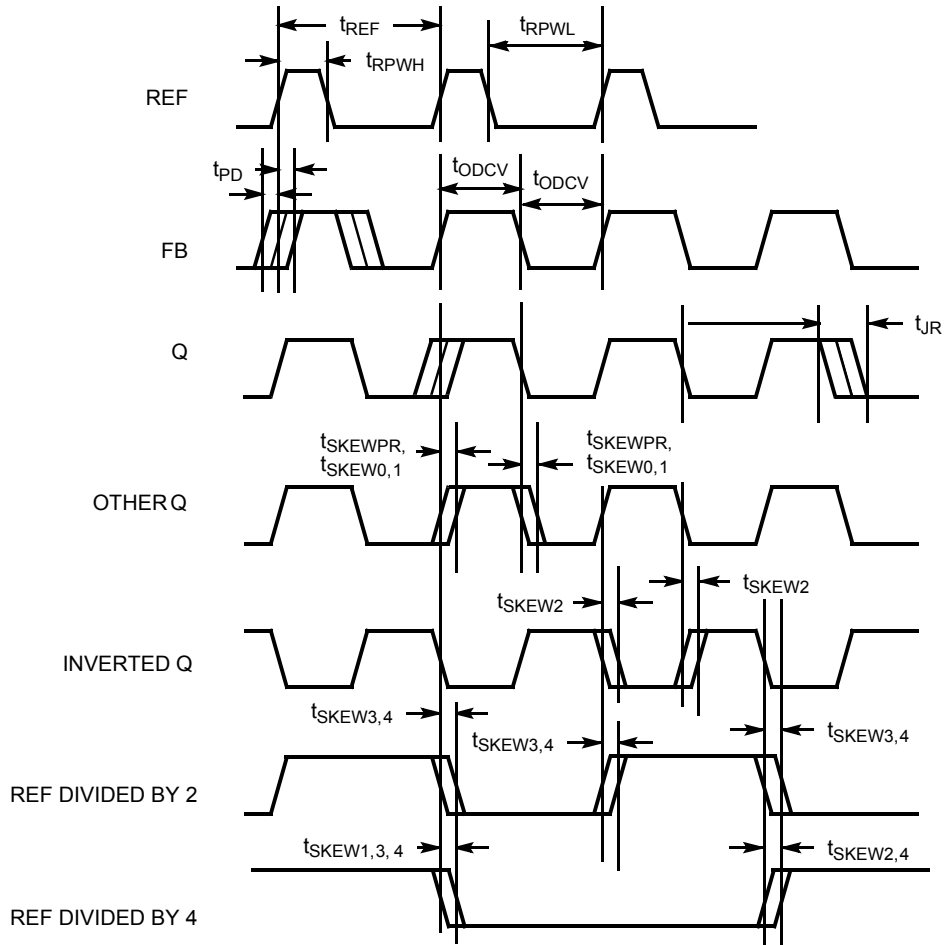 tREF
tRPWL
tRPWH
REF
tPD
tODCV
tODCV
FB
Q
tJR
tSKEWPR,
tSKEW0,1
tSKEWPR,
tSKEW0,1
OTHER Q
tSKEW2
tSKEW2
INVERTED Q
tSKEW3,4
tSKEW3,4
tSKEW3,4
REF DIVIDED BY 2
tSKEW1,3, 4
tSKEW2,4
REF DIVIDED BY 4